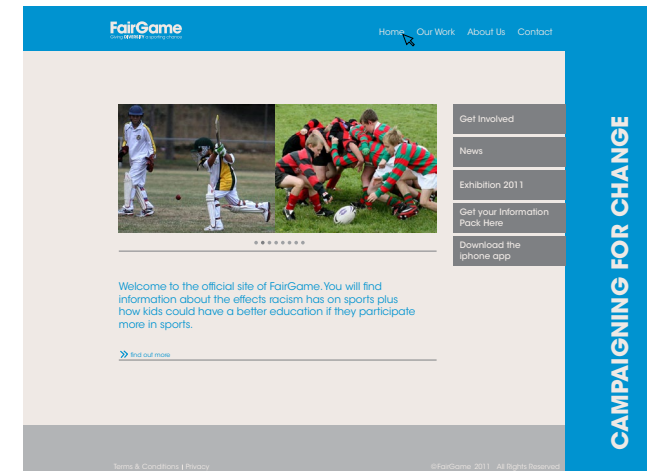 FairGame
Giving DIVERSITY a sporting chance
Home Our Work About Us Contact
Get Involved
News
Exhibition 2011
Get your Information
Pack Here
Download the
iphone app
Welcome to the official site of FairGame.You will find
information about the effects racism has on sports plus
how kids could have a better education if they participate
more in sports.
find out more
CAMPAIGNING FOR CHANGE
Terms & Conditions | Privacy
©FairGame 2011 All Rights Reserved